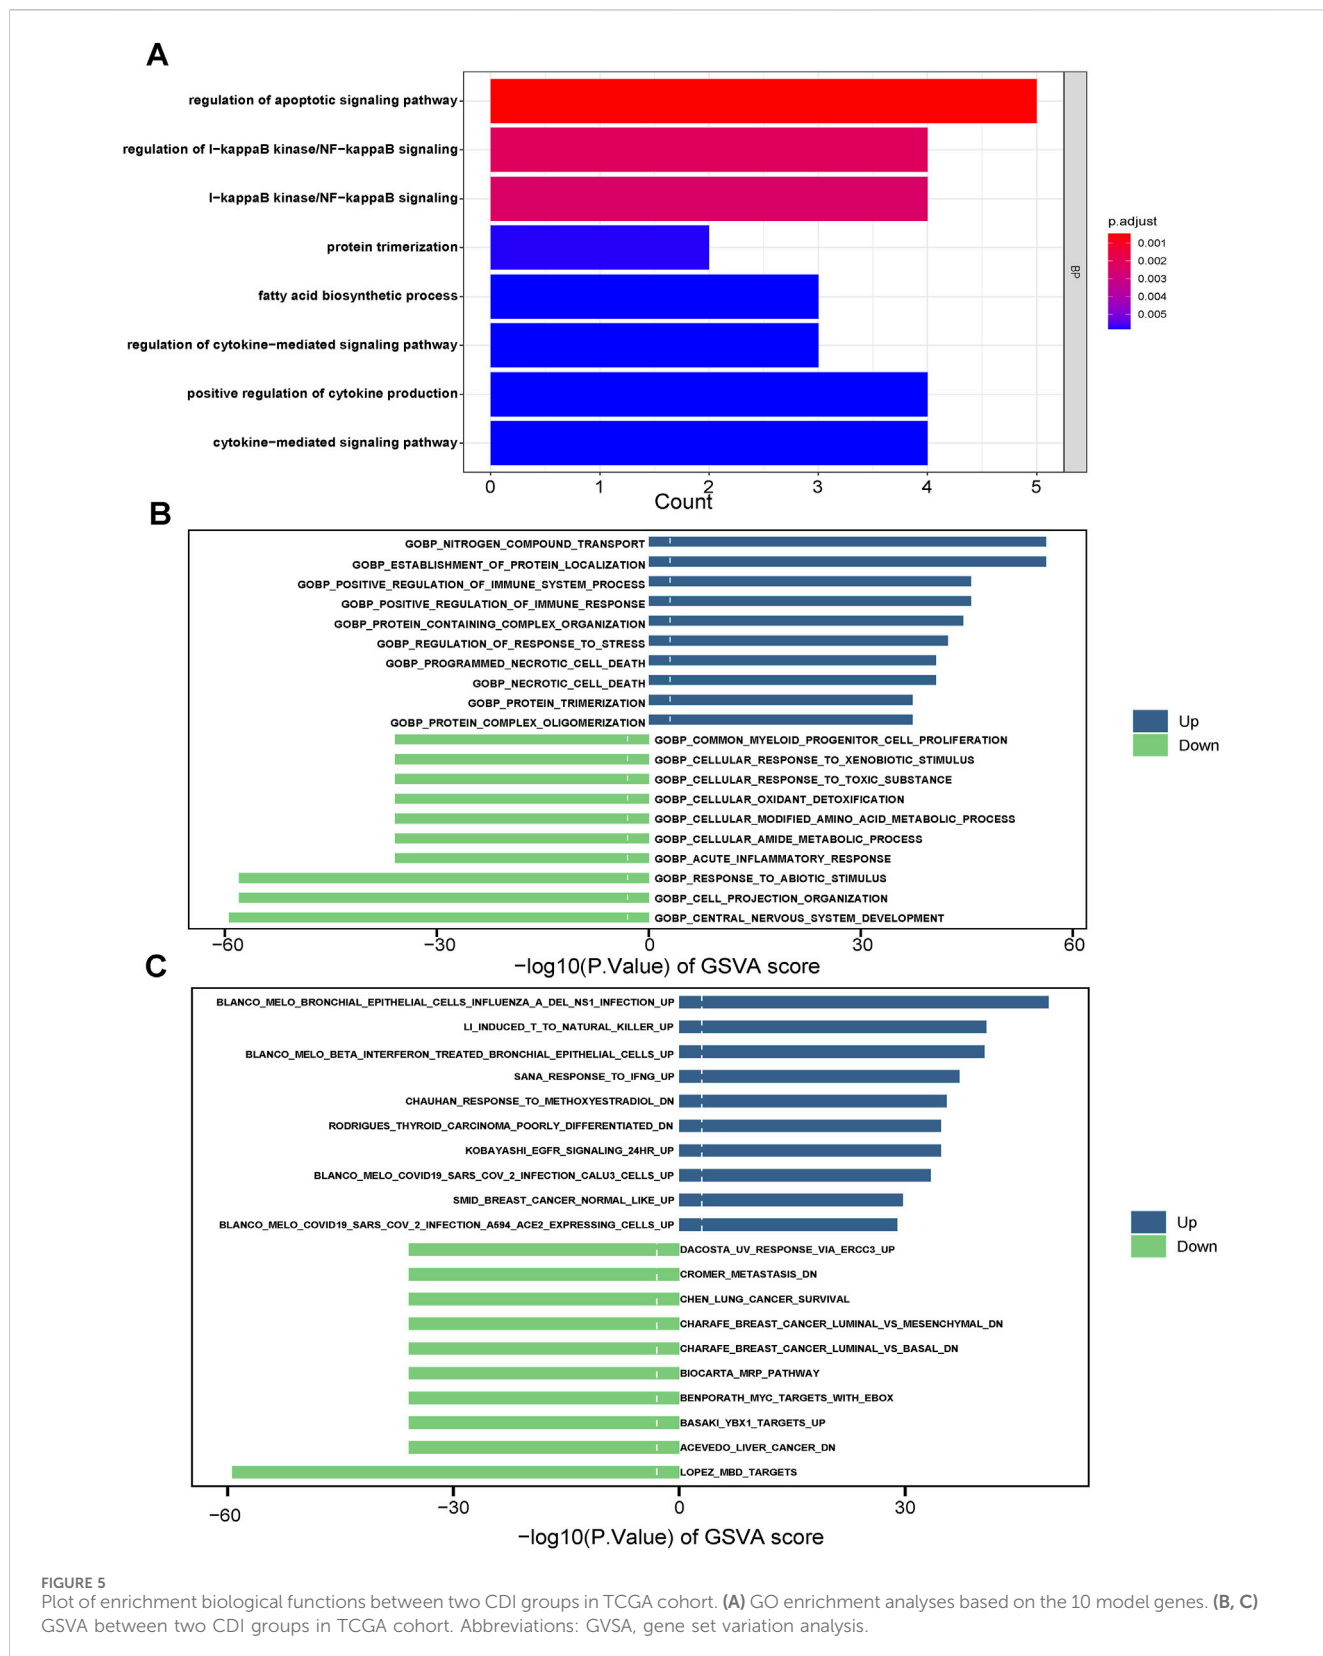 A
regulation of apoptotic signaling pathway
regulation of I−kappaB kinase/NF−kappaB signaling
I−kappaB kinase/NF−kappaB signaling
protein trimerization
fatty acid biosynthetic process
regulation of cytokine−mediated signaling pathway
positive regulation of cytokine production
cytokine−mediated signaling pathway
BP
p.adjust
0.001
0.002
0.003
0.004
0.005
0 1 2 3 4 5
Count
B
GOBP_NITROGEN_COMPOUND_TRANSPORT
GOBP_ESTABLISHMENT_OF_PROTEIN_LOCALIZATION
GOBP_POSITIVE_REGULATION_OF_IMMUNE_SYSTEM_PROCESS
GOBP_POSITIVE_REGULATION_OF_IMMUNE_RESPONSE
GOBP_PROTEIN_CONTAINING_COMPLEX_ORGANIZATION
GOBP_REGULATION_OF_RESPONSE_TO_STRESS
GOBP_PROGRAMMED_NECROTIC_CELL_DEATH
GOBP_NECROTIC_CELL_DEATH
GOBP_PROTEIN_TRIMERIZATION
GOBP_PROTEIN_COMPLEX_OLIGOMERIZATION
GOBP_COMMON_MYELOID_PROGENITOR_CELL_PROLIFERATION
GOBP_CELLULAR_RESPONSE_TO_XENOBIOTIC_STIMULUS
GOBP_CELLULAR_RESPONSE_TO_TOXIC_SUBSTANCE
GOBP_CELLULAR_OXIDANT_DETOXIFICATION
GOBP_CELLULAR_MODIFIED_AMINO_ACID_METABOLIC_PROCESS
GOBP_CELLULAR_AMIDE_METABOLIC_PROCESS
GOBP_ACUTE_INFLAMMATORY_RESPONSE
GOBP_RESPONSE_TO_ABIOTIC_STIMULUS
GOBP_CELL_PROJECTION_ORGANIZATION
GOBP_CENTRAL_NERVOUS_SYSTEM_DEVELOPMENT
Up
Down
−60 −30 0 30 60
−log10(P.Value) of GSVA score
C
BLANCO_MELO_BRONCHIAL_EPITHELIAL_CELLS_INFLUENZA_A_DEL_NS1_INFECTION_UP
LI_INDUCED_T_TO_NATURAL_KILLER_UP
BLANCO_MELO_BETA_INTERFERON_TREATED_BRONCHIAL_EPITHELIAL_CELLS_UP
SANA_RESPONSE_TO_IFNG_UP
CHAUHAN_RESPONSE_TO_METHOXYESTRADIOL_DN
RODRIGUES_THYROID_CARCINOMA_POORLY_DIFFERENTIATED_DN
KOBAYASHI_EGFR_SIGNALING_24HR_UP
BLANCO_MELO_COVID19_SARS_COV_2_INFECTION_CALU3_CELLS_UP
SMID_BREAST_CANCER_NORMAL_LIKE_UP
BLANCO_MELO_COVID19_SARS_COV_2_INFECTION_A594_ACE2_EXPRESSING_CELLS_UP
DACOSTA_UV_RESPONSE_VIA_ERCC3_UP
CROMER_METASTASIS_DN
CHEN_LUNG_CANCER_SURVIVAL
CHARAFE_BREAST_CANCER_LUMINAL_VS_MESENCHYMAL_DN
CHARAFE_BREAST_CANCER_LUMINAL_VS_BASAL_DN
BIOCARTA_MRP_PATHWAY
BENPORATH_MYC_TARGETS_WITH_EBOX
BASAKI_YBX1_TARGETS_UP
ACEVEDO_LIVER_CANCER_DN
LOPEZ_MBD_TARGETS
Up
Down
−60 −30 0 30
−log10(P.Value) of GSVA score
FIGURE 5
Plot of enrichment biological functions between two CDI groups in TCGA cohort. (A) GO enrichment analyses based on the 10 model genes. (B, C)
GSVA between two CDI groups in TCGA cohort. Abbreviations: GVSA, gene set variation analysis.